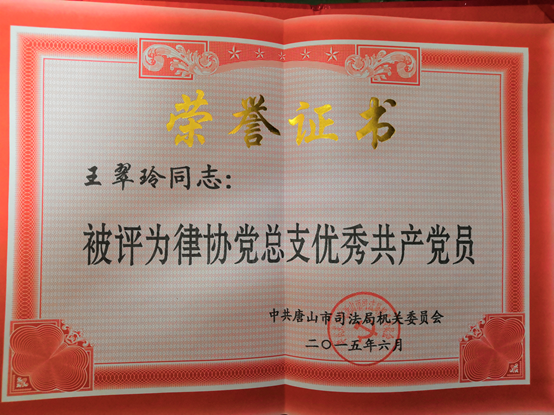 荣誉证书
王翠玲同志：
被评为律协党总支优秀共产党员
中共唐山市司法局机关委员会
二〇一五年六月